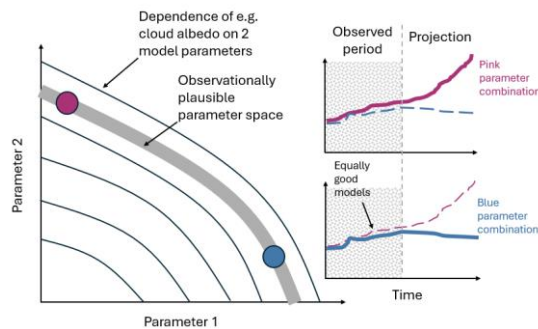 Dependence of e.g.
cloud albedo on 2
model parameters
Observationally
plausible
parameter space
Parameter 2
Parameter 1
Observed
period
Projection
Pink
parameter
combination
Equally
good
models
Blue
parameter
combination
Time